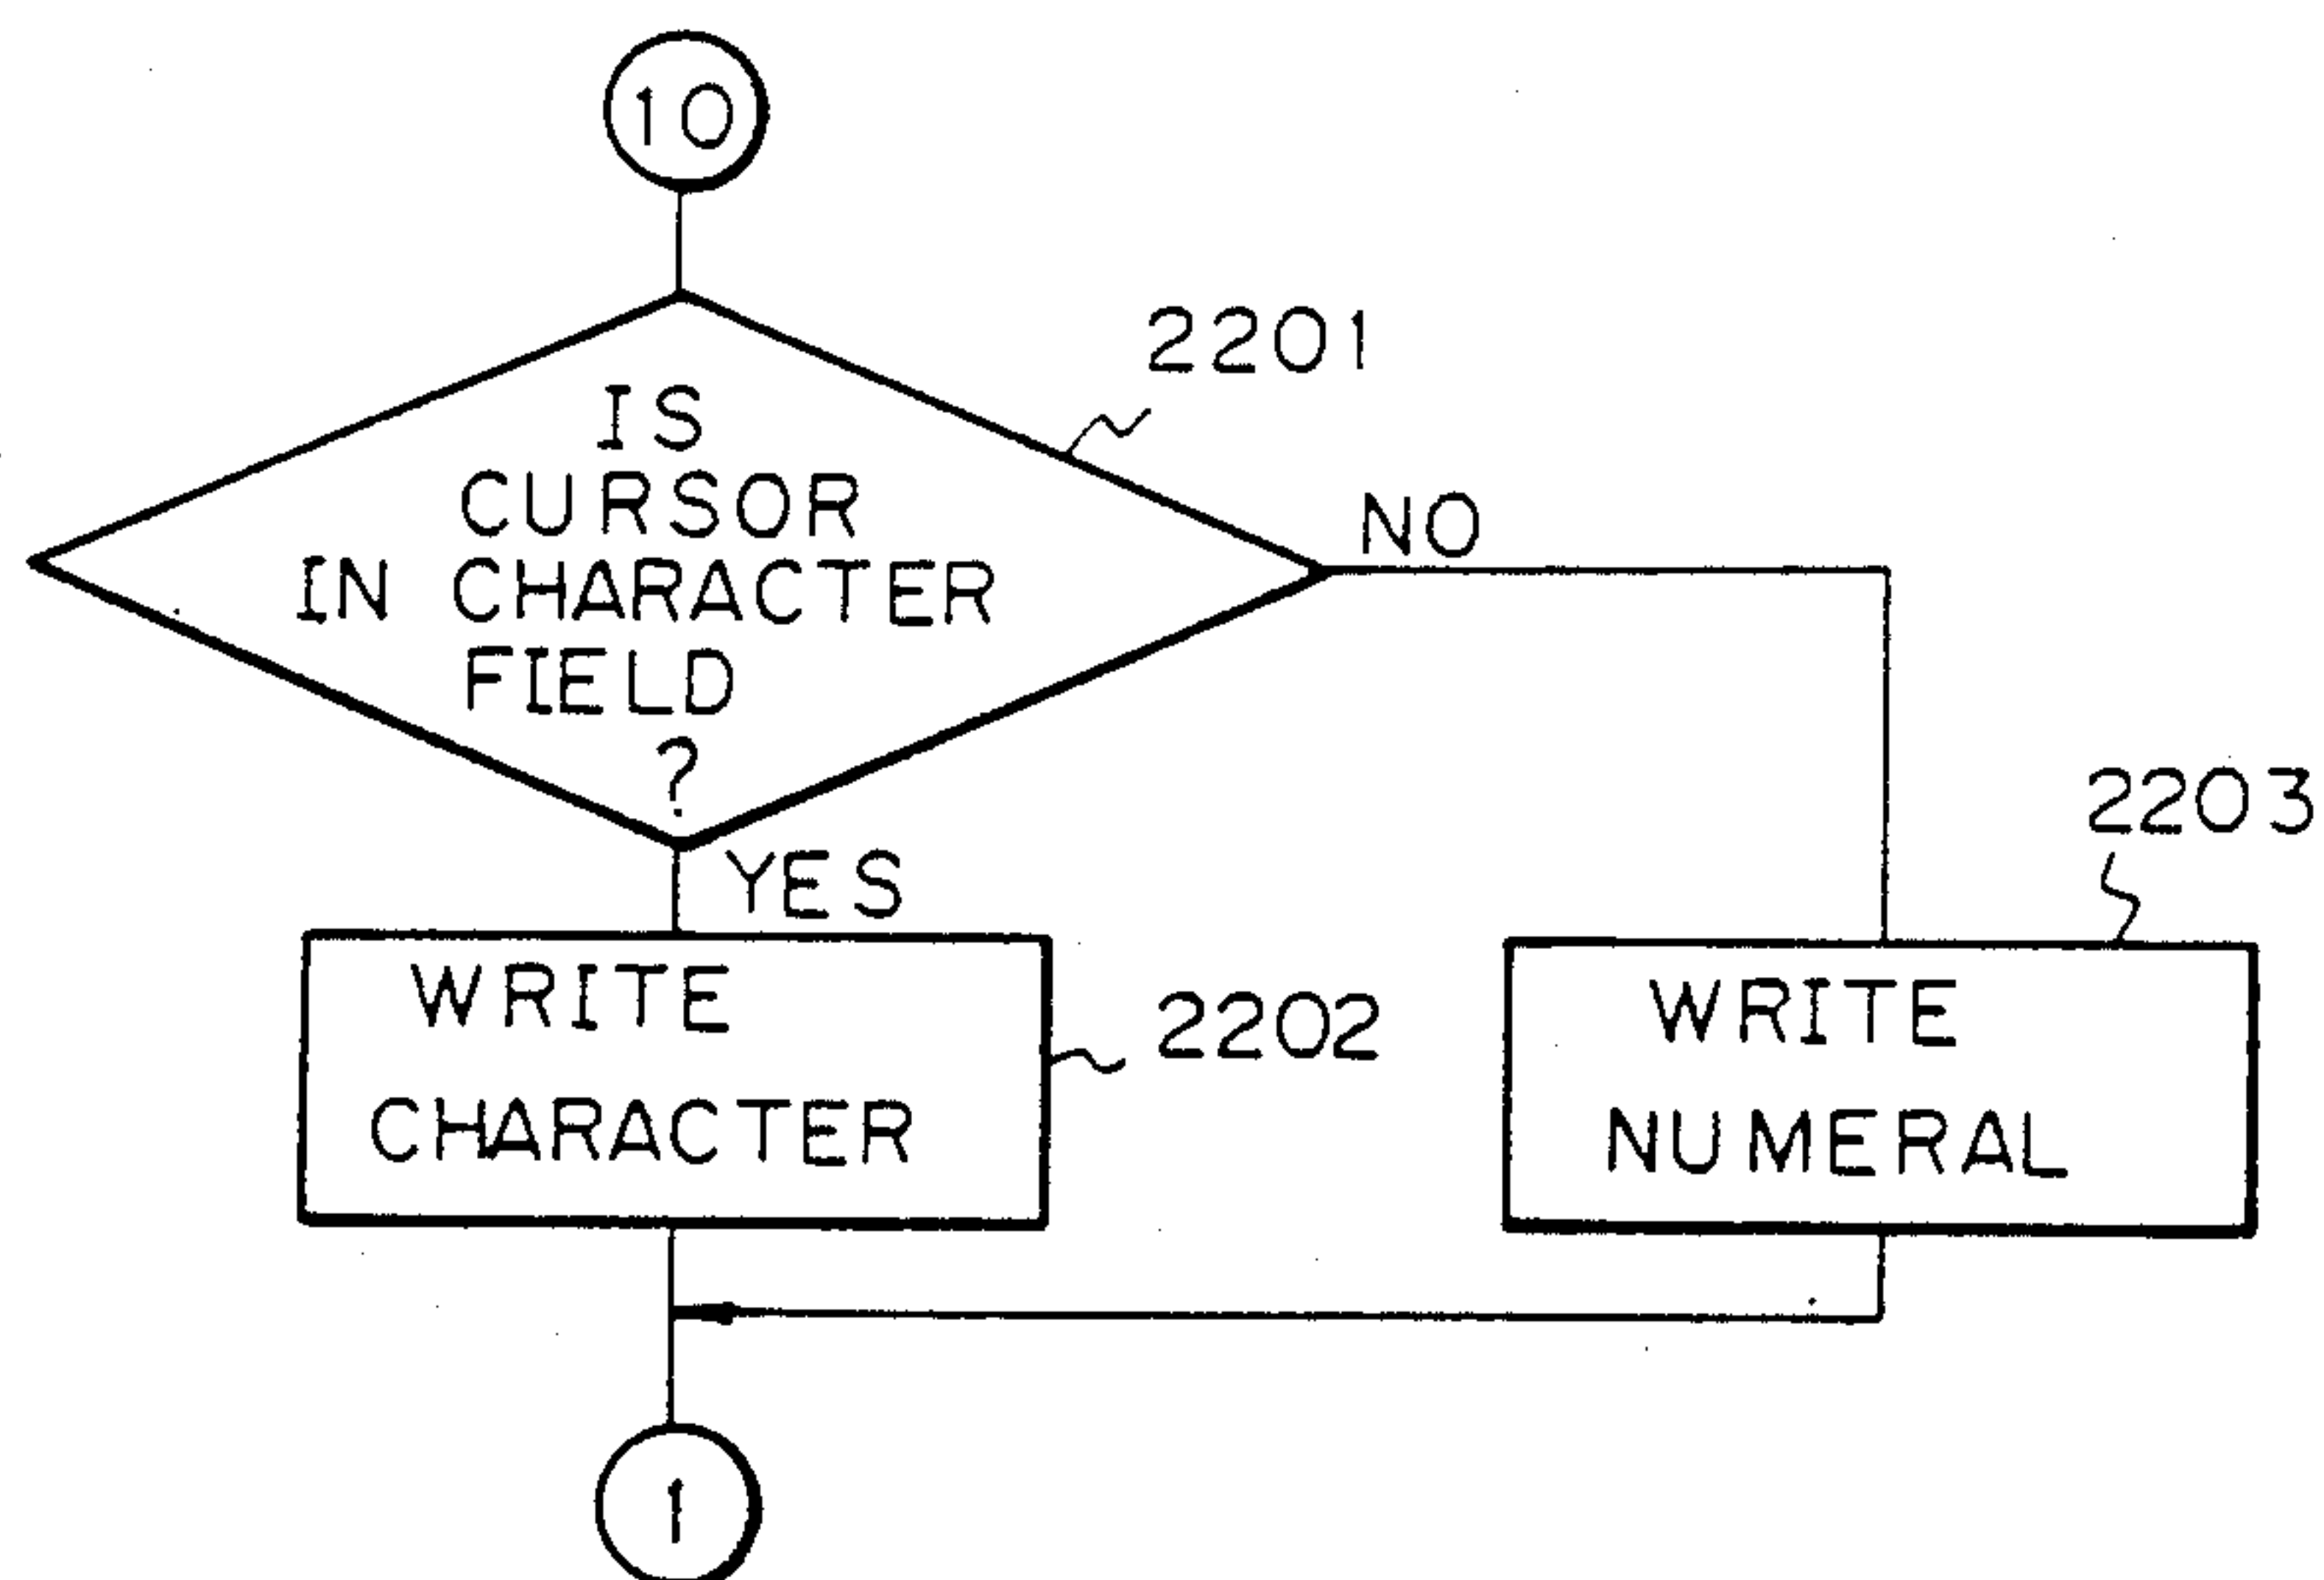 10
2201
IS
CURSOR
IN CHARACTER
FIELD
?
NO
YES
2203
WRITE
CHARACTER
2202
WRITE
NUMERAL
1